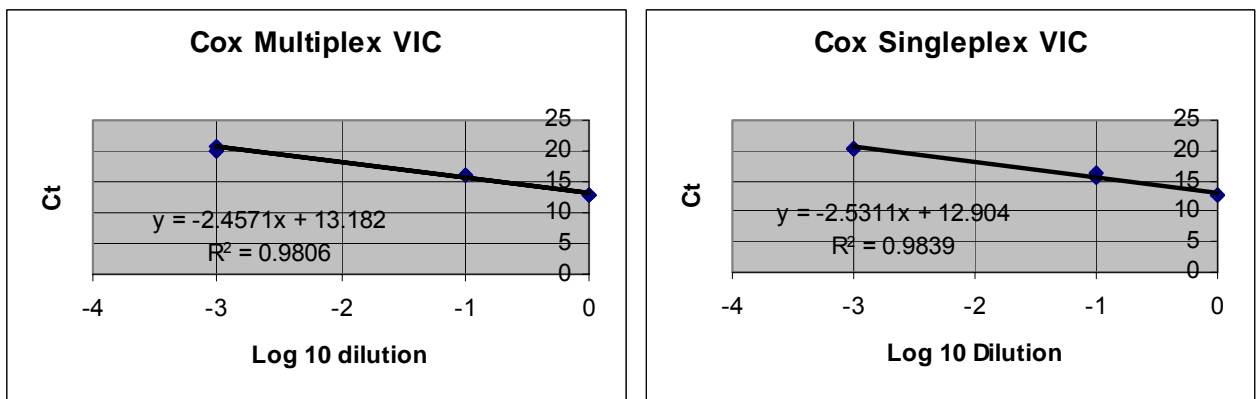 Cox Multiplex VIC
Ct
25
20
15
10
5
0
y = -2.4571x + 13.182
R² = 0.9806
-4 -3 -2 -1 0
Log 10 dilution
Cox Singleplex VIC
Ct
25
20
15
10
5
0
y = -2.5311x + 12.904
R² = 0.9839
-4 -3 -2 -1 0
Log 10 Dilution